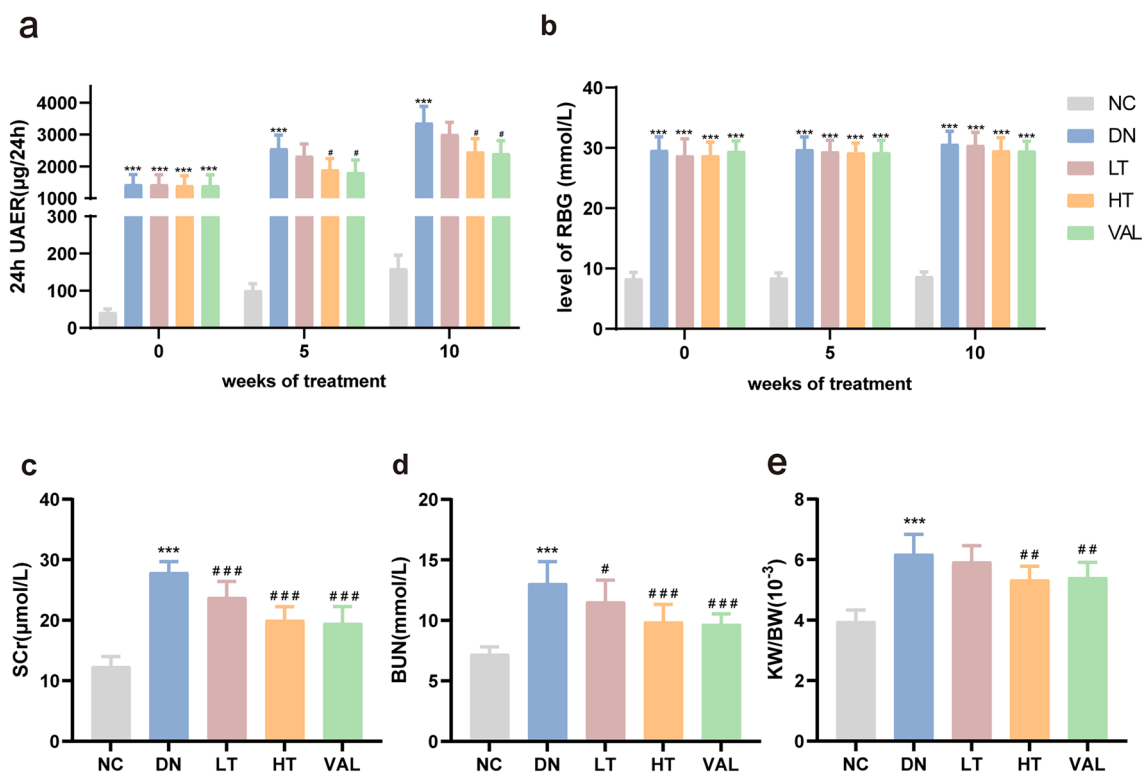 a
24h UAER(μg/24h)
4000
3000
2000
1000
300
200
100
0
*** *** *** ***
*** # #
*** # #
0 5 10
weeks of treatment
b
level of RBG (mmol/L)
40
30
20
10
0
*** *** *** ***
*** *** *** ***
*** *** *** ***
0 5 10
weeks of treatment
NC
DN
LT
HT
VAL
c
SCr(μmol/L)
40
30
20
10
0
*** ### ### ###
NC DN LT HT VAL
d
BUN(mmol/L)
20
15
10
5
0
*** # ### ###
NC DN LT HT VAL
e
KW/BW(10⁻³)
8
6
4
2
0
*** ## ##
NC DN LT HT VAL